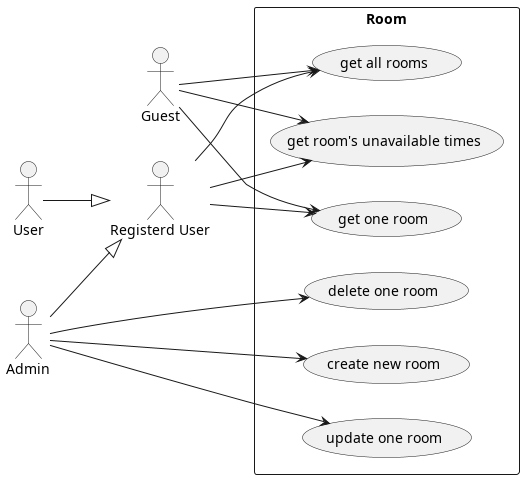 Room
get all rooms
Guest
get room's unavailable times
User
Registerd User
get one room
delete one room
Admin
create new room
update one room